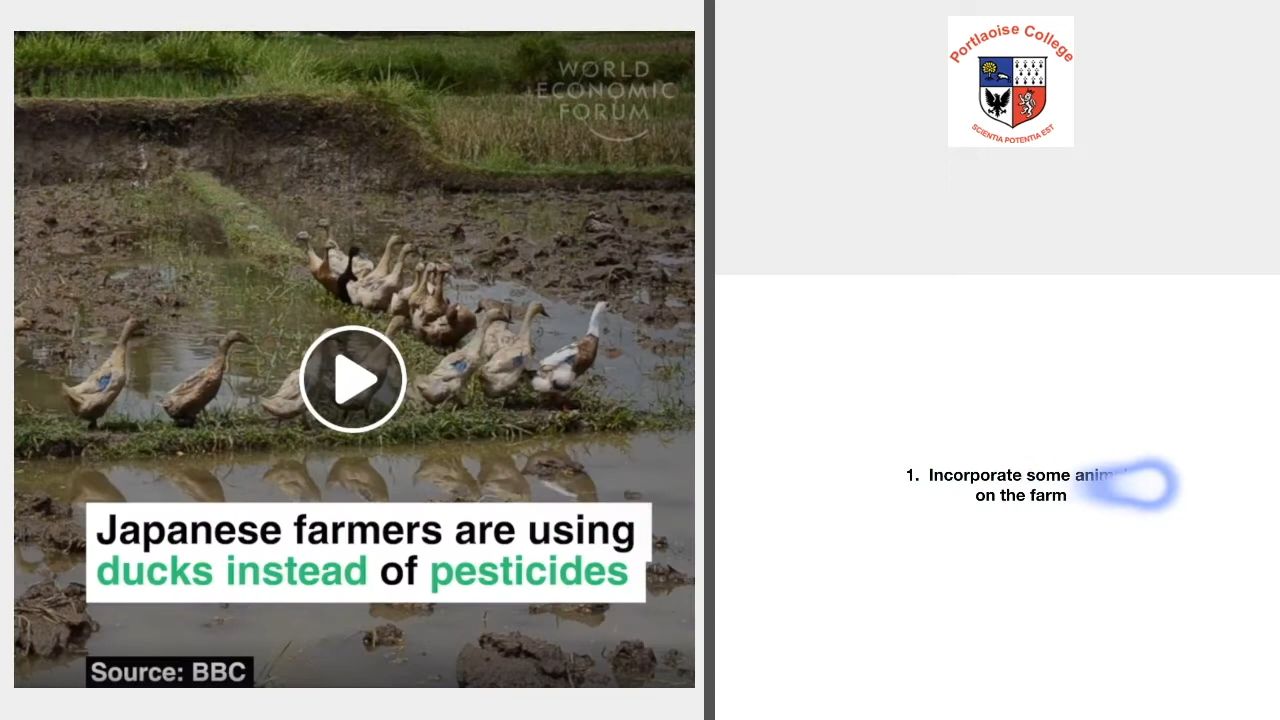 WORLD
ECONOMIC
FORUM
Japanese farmers are using
ducks instead of pesticides
Source: BBC
Portlaoise College
SCIENTIA POTENTIA EST
1. Incorporate some
on the farm